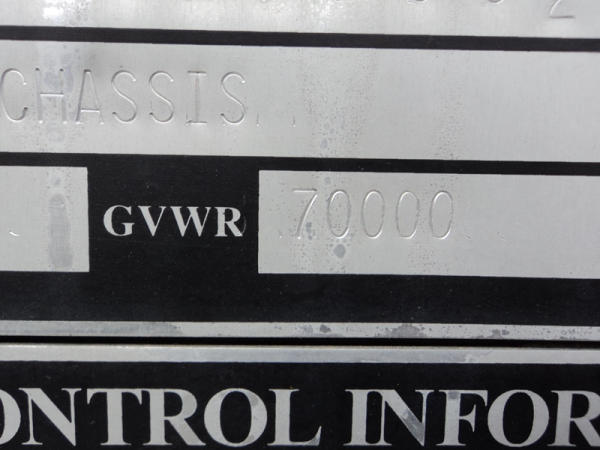 CHASSIS
GVWR 70000
ONTROL INFOR